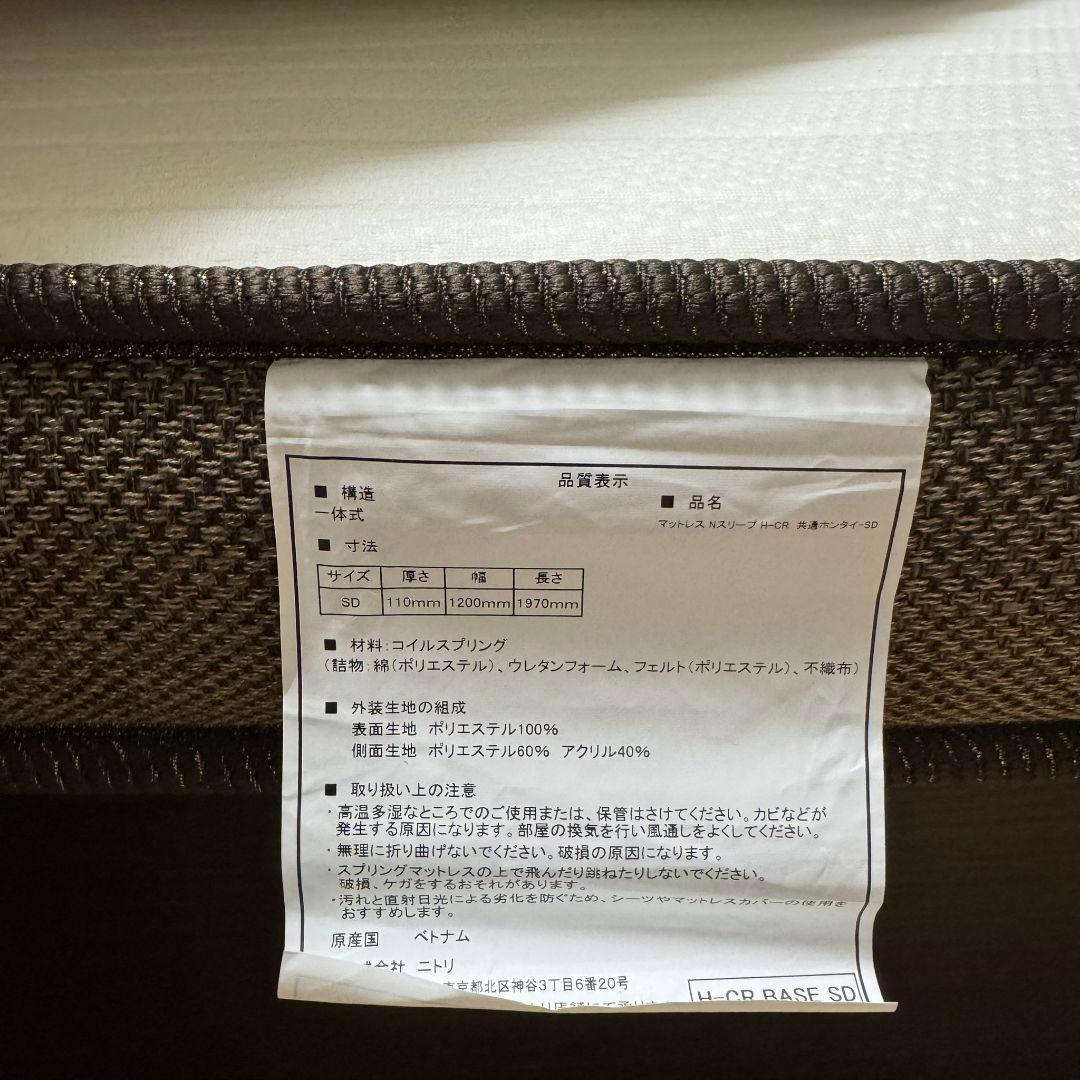 品質表示
■ 構造
一体式
■ 品名
マットレス Nスリープ H-CR 共通ホンタイ-SD
■ 寸法
サイズ 厚さ 幅 長さ
SD 110mm 1200mm 1970mm
■ 材料:コイルスプリング
(詰物:綿(ポリエステル)、ウレタンフォーム、フェルト(ポリエステル)、不織布)
■ 外装生地の組成
表面生地 ポリエステル100%
側面生地 ポリエステル60% アクリル40%
■ 取り扱い上の注意
・高温多湿なところでのご使用または、保管はさけてください。カビなどが
発生する原因になります。部屋の換気を行い風通しをよくしてください。
・無理に折り曲げないでください。破損の原因になります。
・スプリングマットレスの上で飛んだり跳ねたりしないでください。
破損、ケガをするおそれがあります。
・汚れと直射日光による劣化を防ぐため、シーツやマットレスカバーの使用を
おすすめします。
原産国 ベトナム
式会社 ニトリ
東京都北区神谷3丁目6番20号
H-CR BASE SD